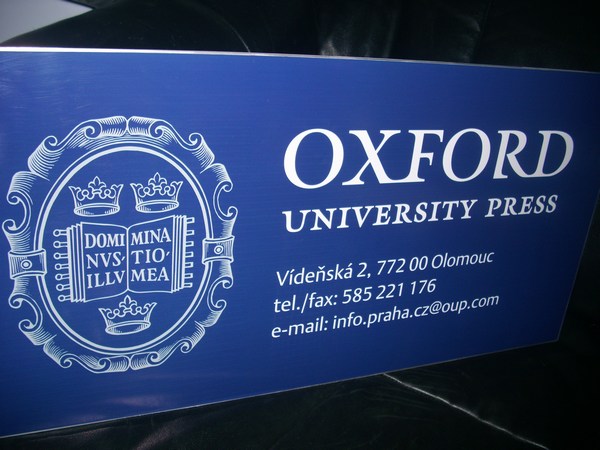 DOMI MINA
NVS· TIO·
ILLV MEA
OXFORD
UNIVERSITY PRESS
Vídeňská 2, 772 00 Olomouc
tel./fax: 585 221 176
e-mail: info.praha.cz@oup.com